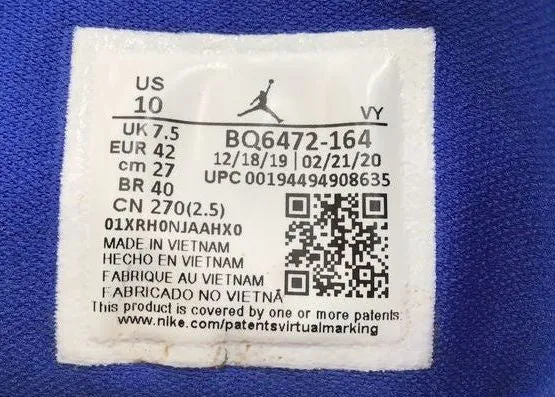 US
10
VY
UK 7.5
EUR 42
cm 27
BR 40
CN 270(2.5)
BQ6472-164
12/18/19 | 02/21/20
UPC 00194494908635
01XRH0NJAAHX0
MADE IN VIETNAM
HECHO EN VIETNAM
FABRIQUE AU VIETNAM
FABRICADO NO VIETNÃ
This product is covered by one or more patents:
www.nike.com/patentsvirtualmarking